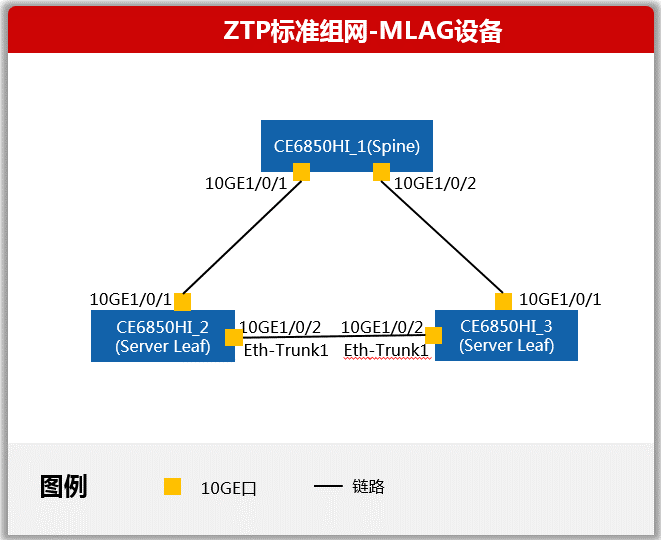 ZTP标准组网-MLAG设备
CE6850HI_1(Spine)
10GE1/0/1
10GE1/0/2
10GE1/0/1
10GE1/0/1
CE6850HI_2
(Server Leaf)
10GE1/0/2
10GE1/0/2
CE6850HI_3
(Server Leaf)
Eth-Trunk1
Eth-Trunk1
图例
10GE口
链路